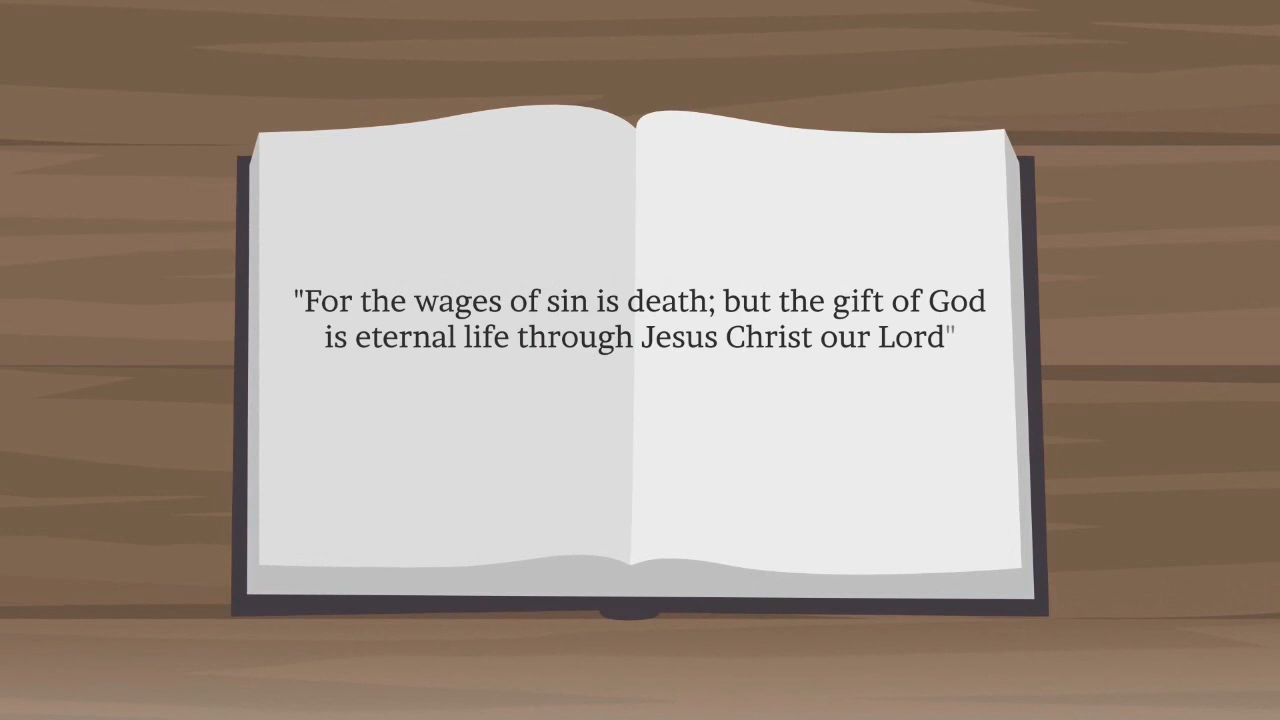 "For the wages of sin is death; but the gift of God
is eternal life through Jesus Christ our Lord"